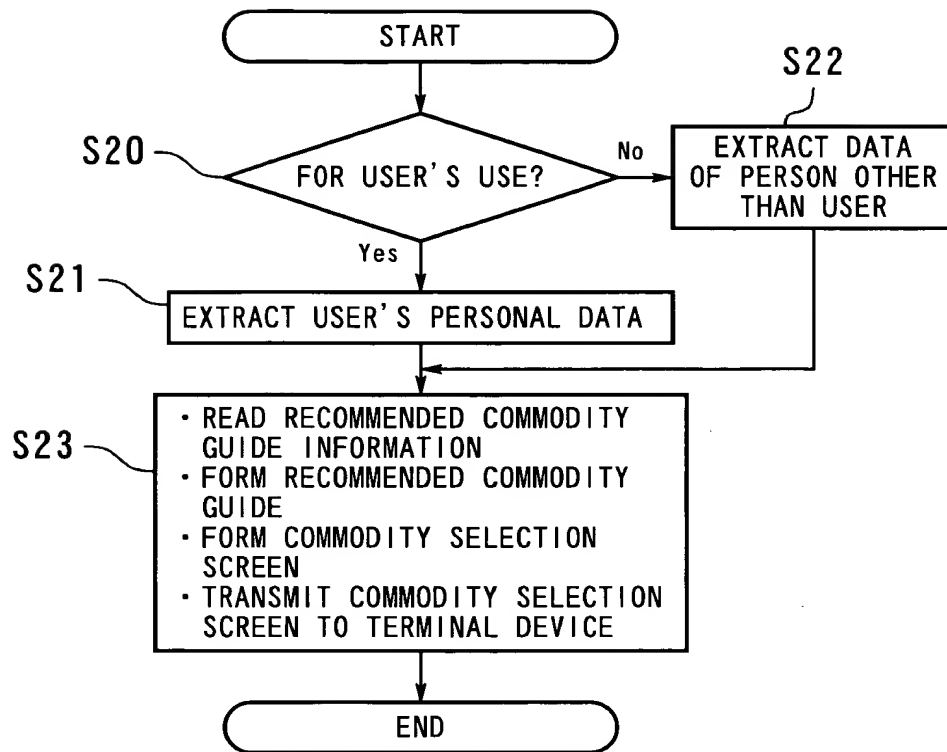 START
S22
S20
FOR USER'S USE?
No
EXTRACT DATA
OF PERSON OTHER
THAN USER
Yes
S21
EXTRACT USER'S PERSONAL DATA
S23
・READ RECOMMENDED COMMODITY
GUIDE INFORMATION
・FORM RECOMMENDED COMMODITY
GUIDE
・FORM COMMODITY SELECTION
SCREEN
・TRANSMIT COMMODITY SELECTION
SCREEN TO TERMINAL DEVICE
END